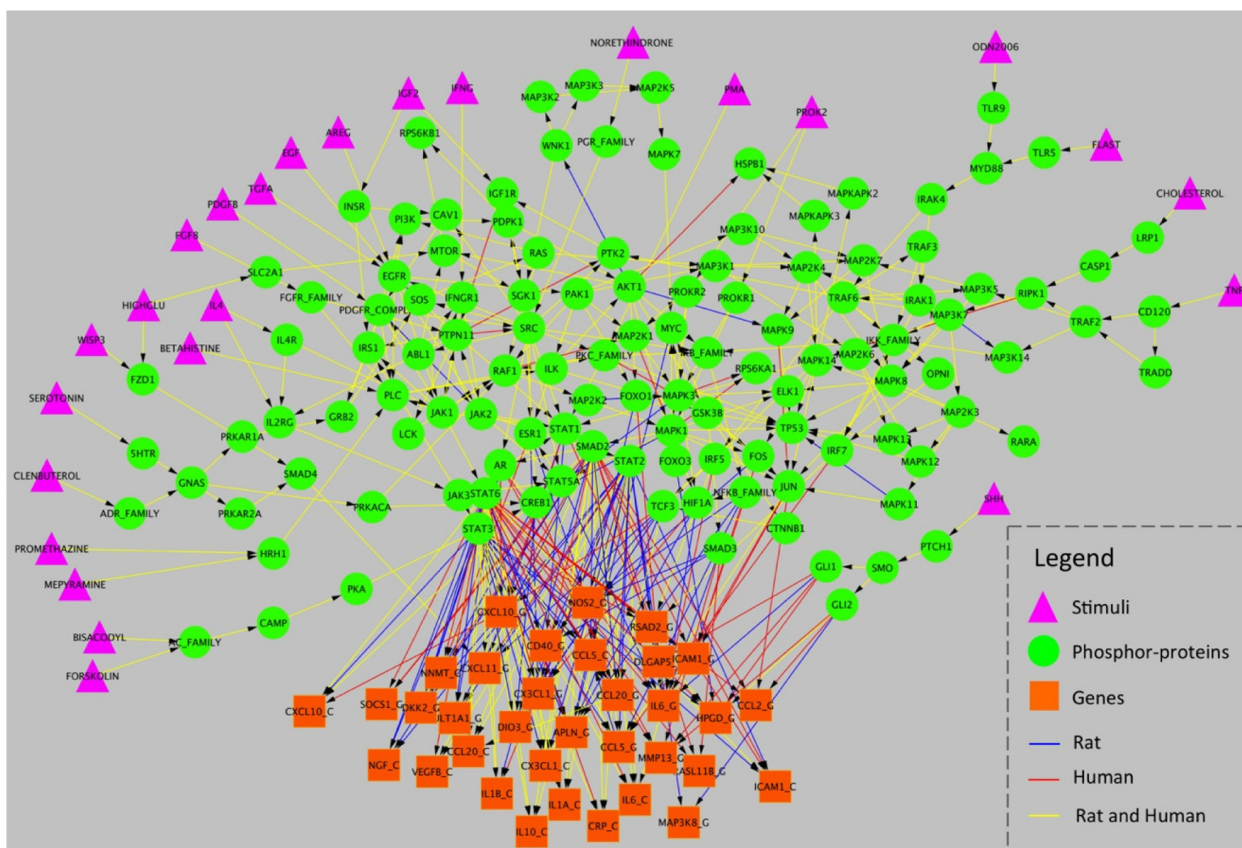 NORETHINDRONE
ODN2006
IGF2
IFNG
PMA
PROK2
MAP3K2
MAP3K3
MAP2K5
TLR9
AREG
RPS6KB1
WNK1
PGR_FAMILY
MAPK7
HSPB1
MYD88
TLR5
FLAST
EGF
TGFA
PDGFB
FGF8
INSR
PI3K
CAV1
IGF1R
PDPK1
MAPKAPK2
MAPKAPK3
IRAK4
CHOLESTEROL
LRP1
MTOR
RAS
PTK2
MAP3K10
TRAF3
CASP1
SLC2A1
EGFR
FGFR_FAMILY
SOS
IFNGR1
SGK1
PAK1
AKT1
PROKR2
MAP3K1
PROKR1
MAP2K4
MAP2K7
TRAF6
IRAK1
MAP3K5
RIPK1
TNF
CD120
HIGHGLU
IL4
PDGFR_COMPL
PTPN11
SRC
MYC
MAPK9
MAP3K7
TRAF2
WISP3
BETAHISTINE
IL4R
IRS1
ABL1
MAP2K1
PKC_FAMILY
IKK_FAMILY
MAP2K6
MAPK14
MAP3K14
TRADD
FZD1
PLC
RAF1
ILK
RPS6KA1
MAPK8
OPNI
SEROTONIN
IL2RG
GRB2
JAK1
JAK2
MAP2K2
FOXO1
MAPK3
GSK3B
ELK1
MAP2K3
PRKAR1A
LCK
ESR1
STAT1
SMAD2
MAPK1
TP53
MAPK13
RARA
5HTR
CLENBUTEROL
GNAS
SMAD4
AR
STAT2
FOXO3
IRF5
FOS
IRF7
MAPK12
ADR_FAMILY
PRKAR2A
PRKACA
JAK3
STAT6
STAT5A
CREB1
TCF3
HIF1A
NFKB_FAMILY
JUN
MAPK11
SHH
STAT3
CTNNB1
PROMETHAZINE
HRH1
SMAD3
PTCH1
MEPYRAMINE
PKA
GLI1
SMO
CAMP
CXCL10_G
NOS2_G
RSAD2_G
GLI2
BISACODYL
FORSKOLIN
CD40_G
CCL5_C
DLGAP5
ICAM1_G
NNMT_G
CXCL11_G
CX3CL1_G
CCL20_G
CXCL10_C
SOCS1_G
DKK2_G
IL6_G
HPGD_G
CCL2_G
DIO3_G
APLN_G
CCL20_C
CCL5_G
MMP13_G
NGF_C
VEGFB_C
CX3CL1_C
ICAM1_C
IL1B_C
IL1A_C
IL6_C
IL10_C
CRP_C
MAP3K8_G
Legend
Stimuli
Phosphor-proteins
Genes
Rat
Human
Rat and Human